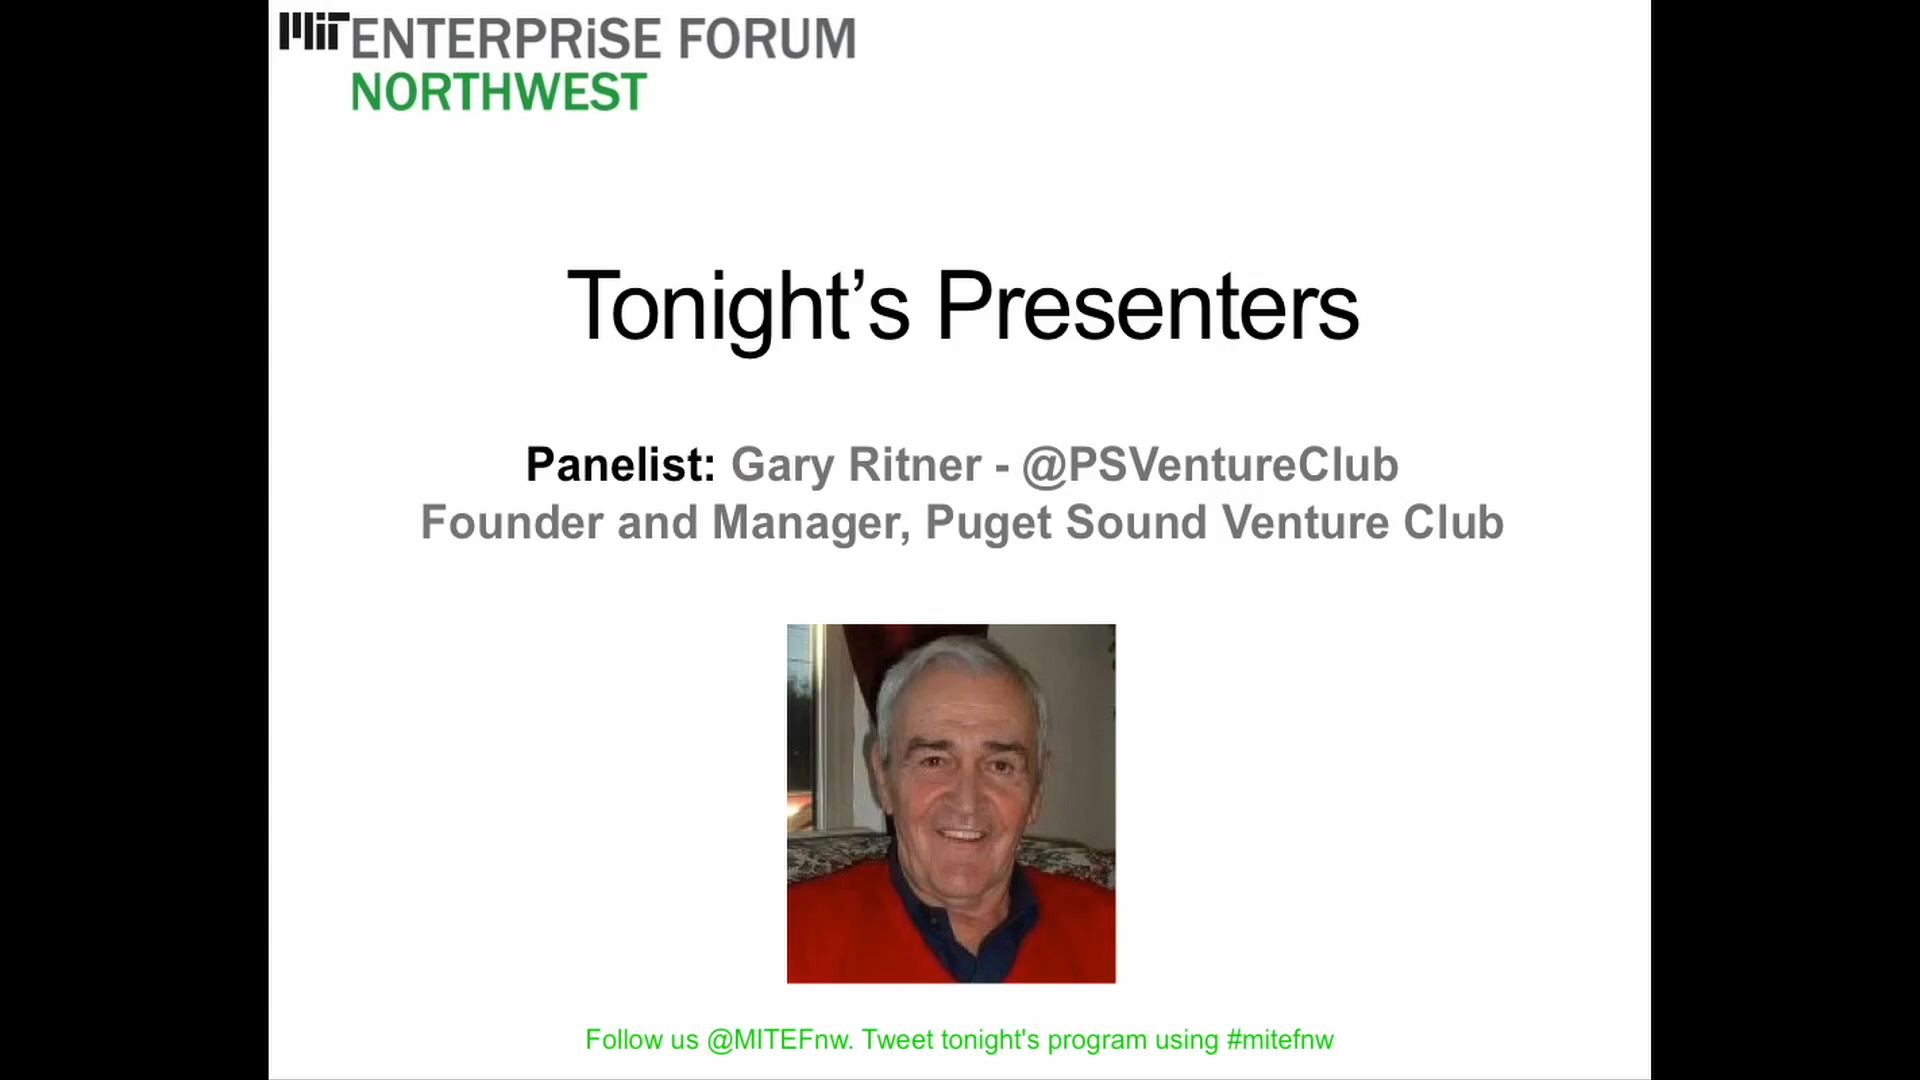 MIT ENTERPRiSE FORUM
NORTHWEST
Tonight’s Presenters
Panelist: Gary Ritner - @PSVentureClub
Founder and Manager, Puget Sound Venture Club
Follow us @MITEFnw. Tweet tonight's program using #mitefnw